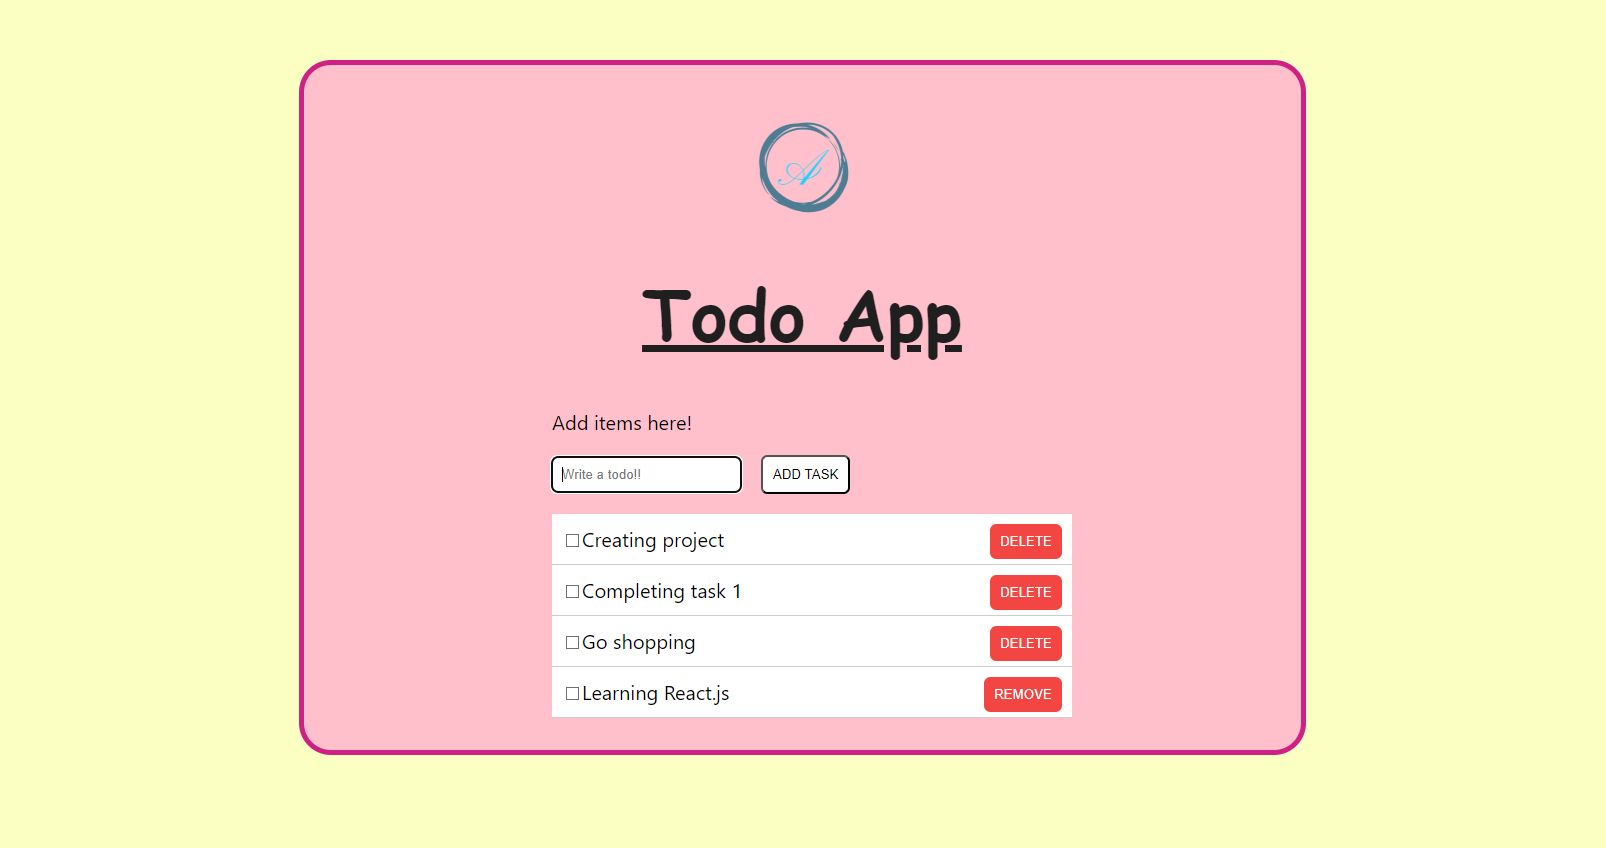 A
Todo App
Add items here!
Write a todo!! ADD TASK
Creating project DELETE
Completing task 1 DELETE
Go shopping DELETE
Learning React.js REMOVE